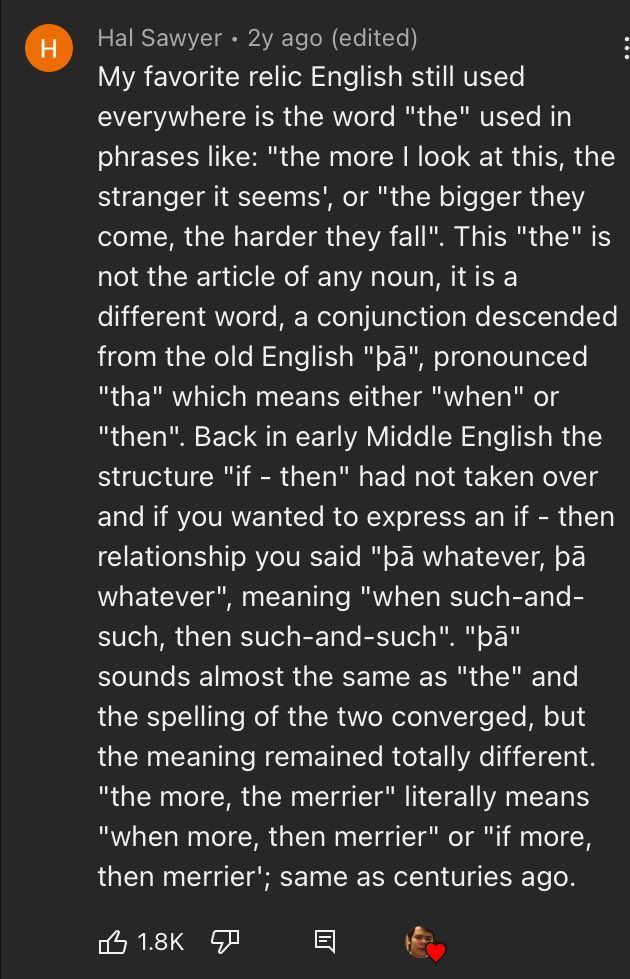 H
Hal Sawyer • 2y ago (edited)
My favorite relic English still used
everywhere is the word "the" used in
phrases like: "the more I look at this, the
stranger it seems', or "the bigger they
come, the harder they fall". This "the" is
not the article of any noun, it is a
different word, a conjunction descended
from the old English "þā", pronounced
"tha" which means either "when" or
"then". Back in early Middle English the
structure "if - then" had not taken over
and if you wanted to express an if - then
relationship you said "þā whatever, þā
whatever", meaning "when such-and-
such, then such-and-such". "þā"
sounds almost the same as "the" and
the spelling of the two converged, but
the meaning remained totally different.
"the more, the merrier" literally means
"when more, then merrier" or "if more,
then merrier'; same as centuries ago.
1.8K